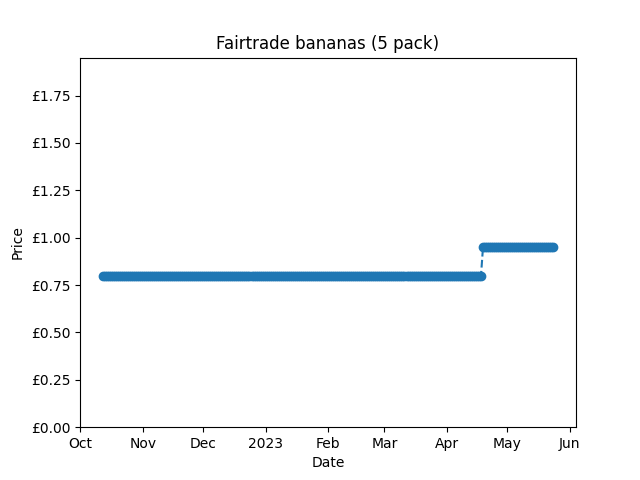 Fairtrade bananas (5 pack)
£1.75
£1.50
£1.25
£1.00
£0.75
£0.50
£0.25
£0.00
Price
Oct Nov Dec 2023 Feb Mar Apr May Jun
Date